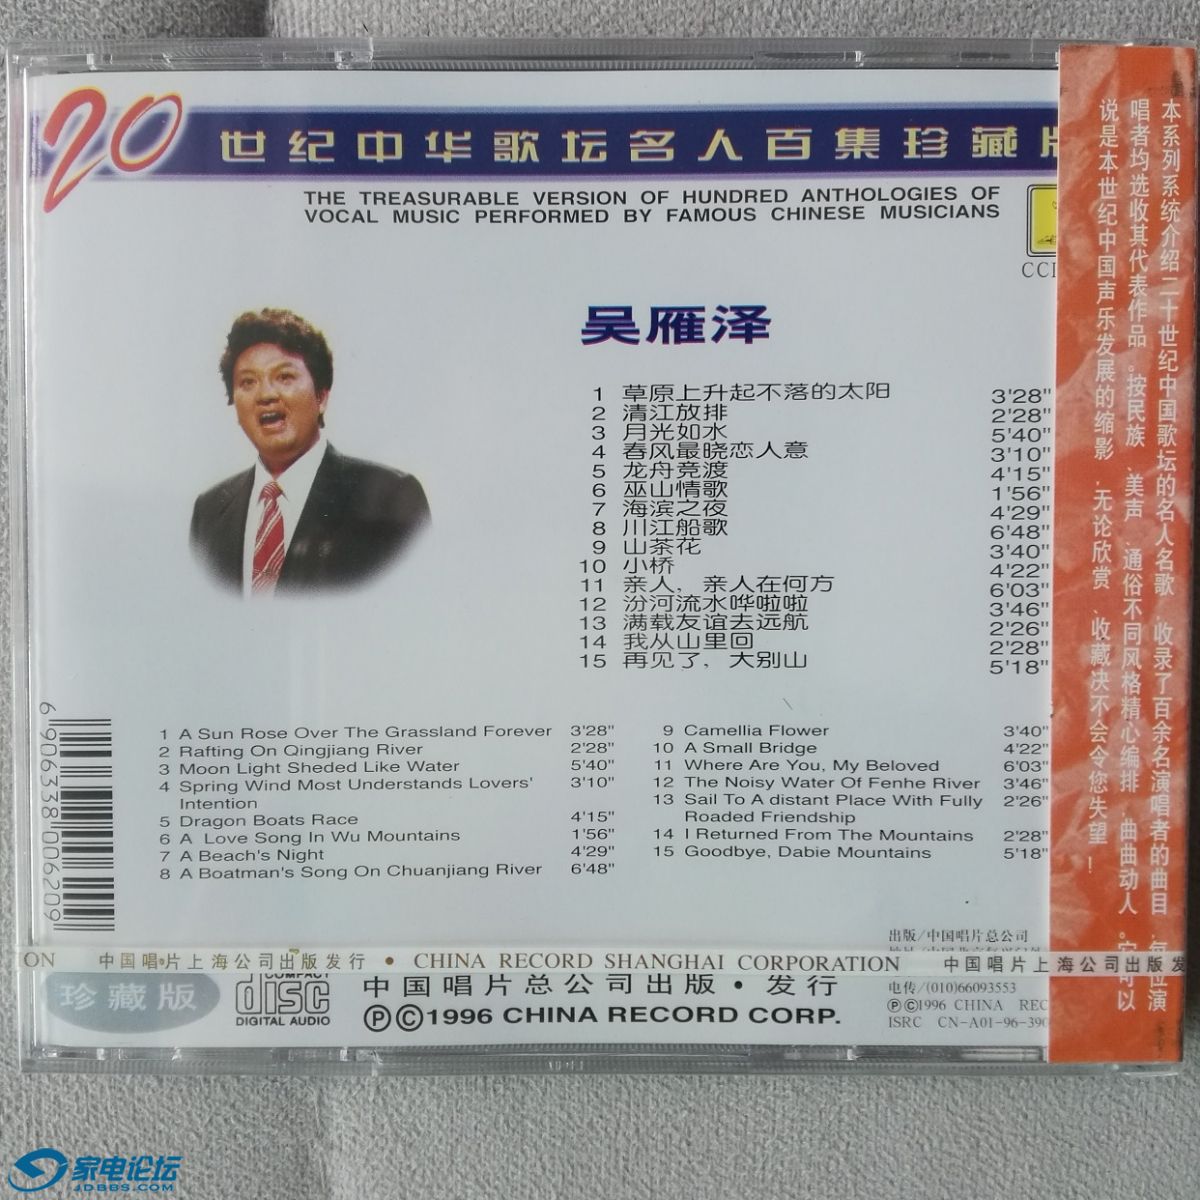 20
世纪中华歌坛名人百集珍藏版
THE TREASURABLE VERSION OF HUNDRED ANTHOLOGIES OF
VOCAL MUSIC PERFORMED BY FAMOUS CHINESE MUSICIANS
吴雁泽
1 草原上升起不落的太阳 3'28"
2 清江放排 2'28"
3 月光如水 5'40"
4 春风最晓恋人意 3'10"
5 龙舟竞渡 4'15"
6 巫山情歌 1'56"
7 海滨之夜 4'29"
8 川江船歌 6'48"
9 山茶花 3'40"
10 小桥 4'22"
11 亲人，亲人在何方 6'03"
12 汾河流水哗啦啦 3'46"
13 满载友谊去远航 2'26"
14 我从山里回 2'28"
15 再见了，大别山 5'18"
1 A Sun Rose Over The Grassland Forever 3'28"
2 Rafting On Qingjiang River 2'28"
3 Moon Light Sheded Like Water 5'40"
4 Spring Wind Most Understands Lovers' 3'10"
Intention
5 Dragon Boats Race 4'15"
6 A Love Song In Wu Mountains 1'56"
7 A Beach's Night 4'29"
8 A Boatman's Song On Chuanjiang River 6'48"
9 Camellia Flower 3'40"
10 A Small Bridge 4'22"
11 Where Are You, My Beloved 6'03"
12 The Noisy Water Of Fenhe River 3'46"
13 Sail To A distant Place With Fully 2'26"
Roaded Friendship
14 I Returned From The Mountains 2'28"
15 Goodbye, Dabie Mountains 5'18"
6906338006209
本系列系统介绍二十世纪中国歌坛的名人名歌，收录了百余名演唱者的曲目，每位演
唱者均选收其代表作品。按民族、美声、通俗不同风格精心编排，曲曲动人。它可以
说是本世纪中国声乐发展的缩影，无论欣赏、收藏决不会令您失望！
出版/中国唱片总公司
ON 中国唱片上海公司出版发行 • CHINA RECORD SHANGHAI CORPORATION 中国唱片上海公司出版发
珍藏版
COMPACT
disc
DIGITAL AUDIO
中国唱片总公司出版·发行
ⓅⒸ1996 CHINA RECORD CORP.
电传/(010)66093553
ⓅⒸ1996 CHINA REC
ISRC CN-A01-96-390
家电论坛
JDBBS.COM